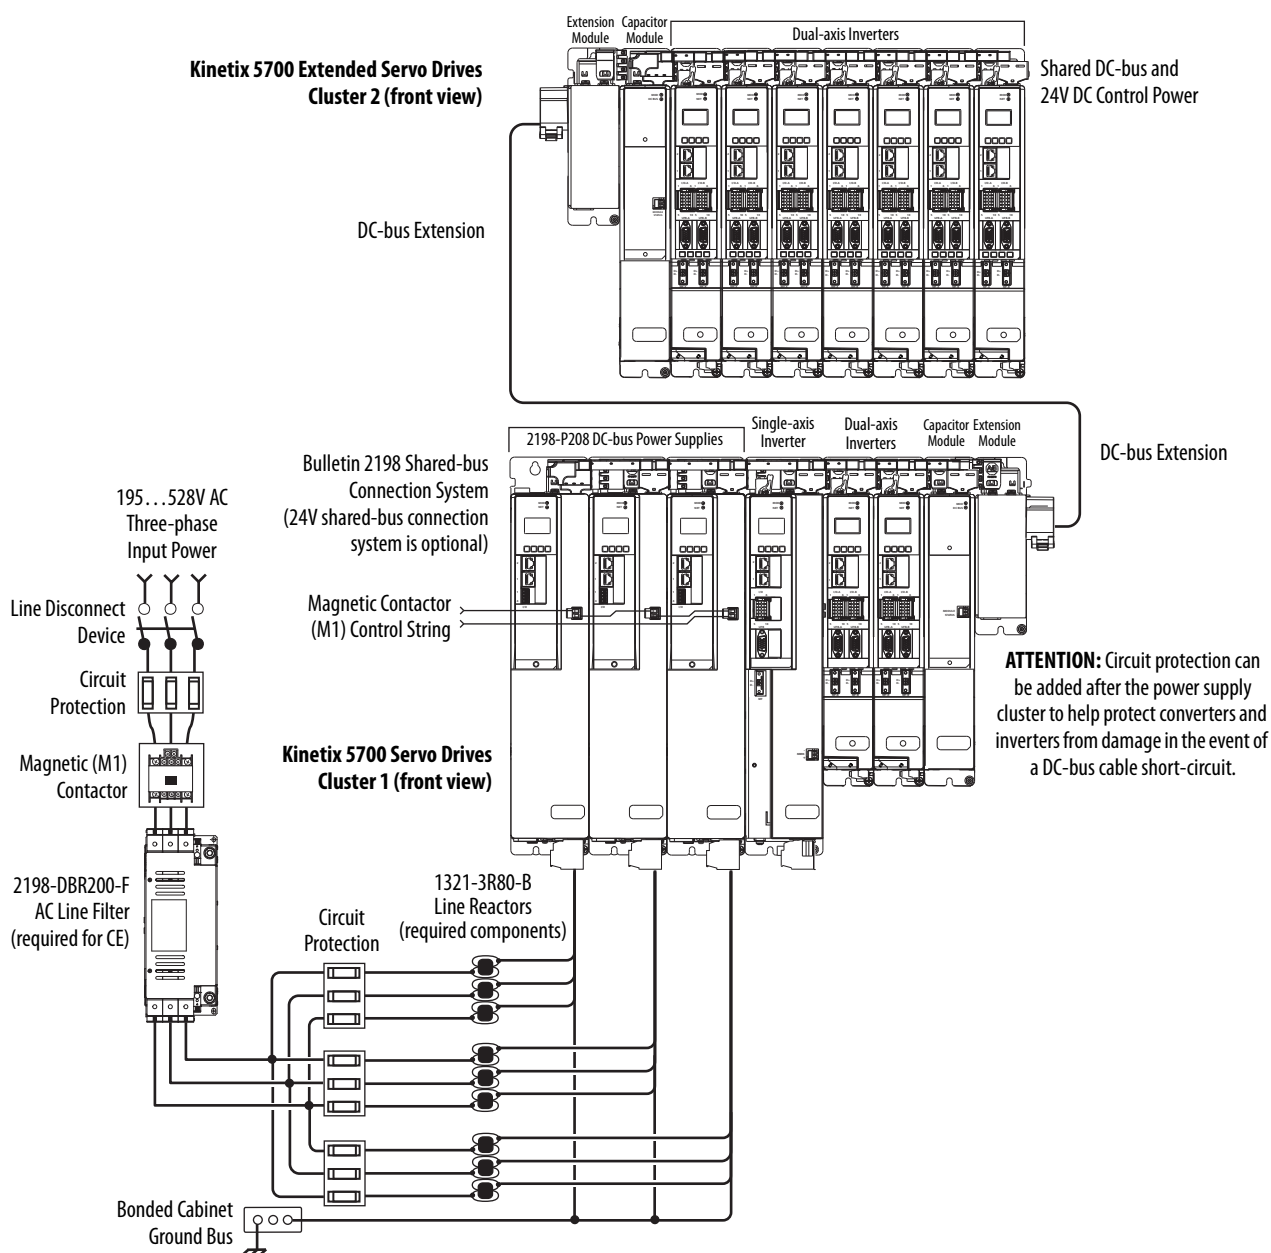 Extension
Module
Capacitor
Module
Dual-axis Inverters
Kinetix 5700 Extended Servo Drives
Cluster 2 (front view)
Shared DC-bus and
24V DC Control Power
DC-bus Extension
2198-P208 DC-bus Power Supplies
Single-axis
Inverter
Dual-axis
Inverters
Capacitor
Module
Extension
Module
DC-bus Extension
Bulletin 2198 Shared-bus
Connection System
(24V shared-bus connection
system is optional)
195...528V AC
Three-phase
Input Power
Magnetic Contactor
(M1) Control String
Line Disconnect
Device
Circuit
Protection
ATTENTION: Circuit protection can
be added after the power supply
cluster to help protect converters and
inverters from damage in the event of
a DC-bus cable short-circuit.
Kinetix 5700 Servo Drives
Cluster 1 (front view)
Magnetic (M1)
Contactor
2198-DBR200-F
AC Line Filter
(required for CE)
Circuit
Protection
1321-3R80-B
Line Reactors
(required components)
Bonded Cabinet
Ground Bus